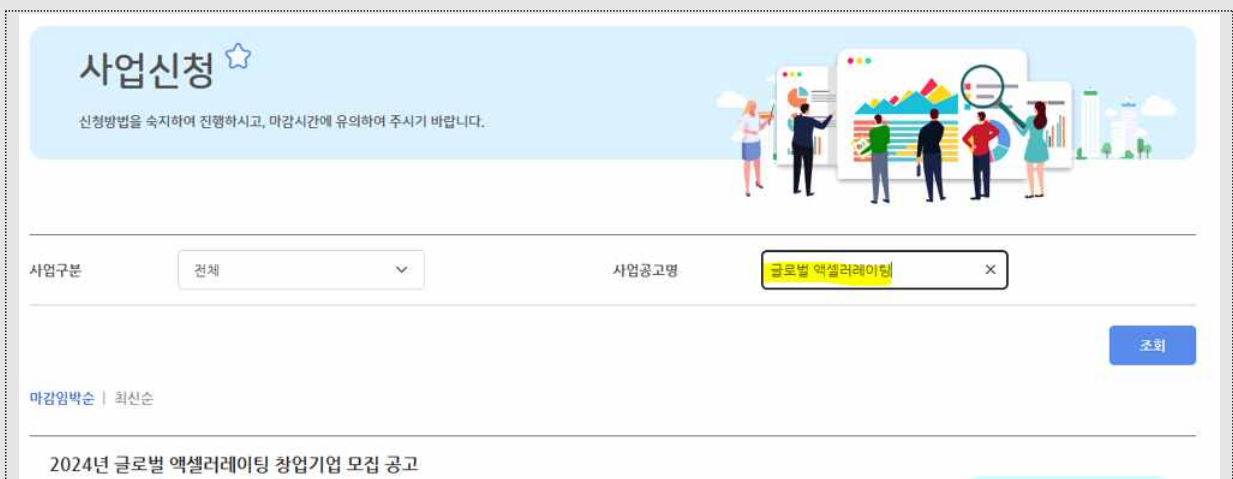 사업신청
신청방법을 숙지하여 진행하시고, 마감시간에 유의하여 주시기 바랍니다.
사업구분 전체 사업공고명 글로벌 액셀러레이팅
조회
마감임박순 | 최신순
2024년 글로벌 액셀러레이팅 창업기업 모집 공고